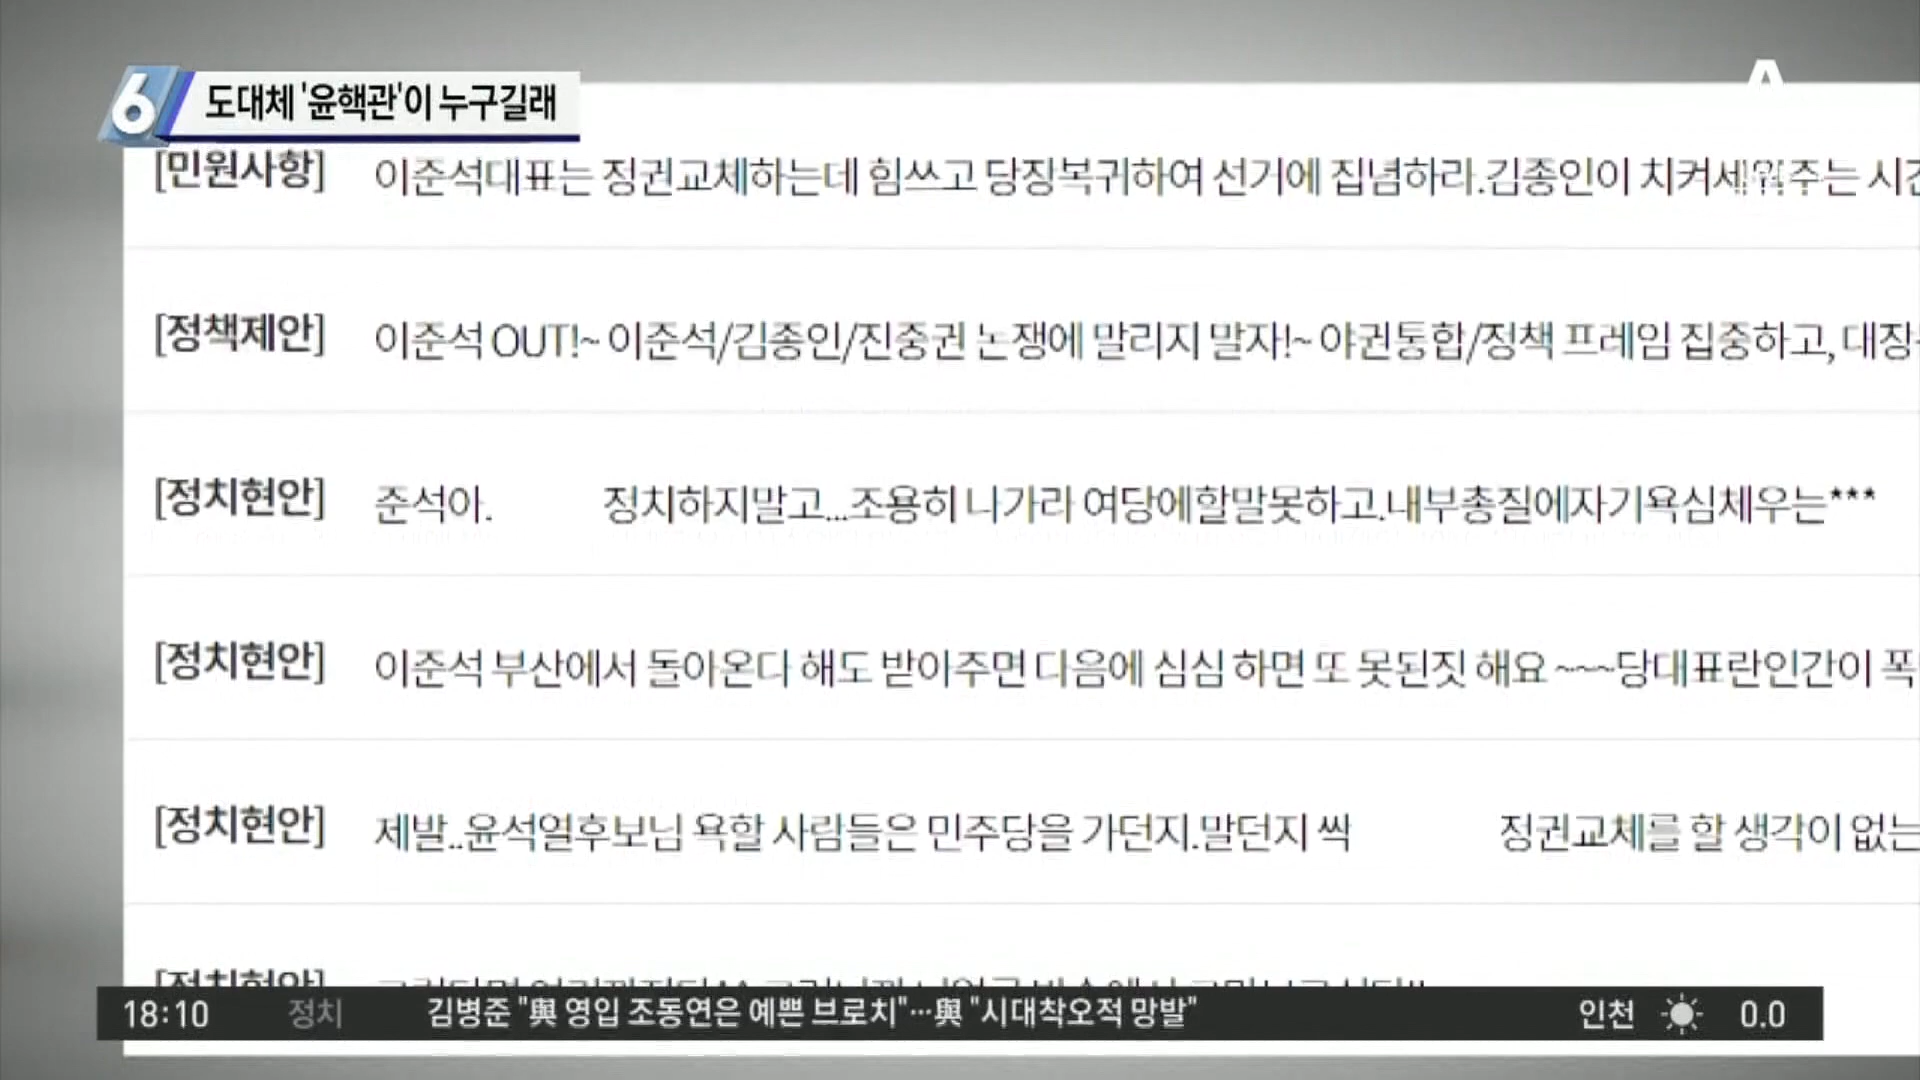 6 도대체 '윤핵관'이 누구길래
[민원사항] 이준석대표는 정권교체하는데 힘쓰고 당장복귀하여 선기에 집념하라.김종인이 치켜세워주는
[정책제안] 이준석 OUT!~ 이준석/김종인/진중권 논쟁에 말리지 말자!~ 야권통합/정책 프레임 집중하고,
[정치현안] 준석아. 정치하지말고...조용히 나가라 여당에할말못하고.내부총질에자기욕심체우는***
[정치현안] 이준석 부산에서 돌아온다 해도 받아주면 다음에 심심 하면 또 못된짓 해요 ~~~당대표란인간이
[정치현안] 제발..윤석열후보님 욕할 사람들은 민주당을 가던지.말던지 싹 정권교체를 할 생각이
[정치현안]
18:10 정치 김병준 "與 영입 조동연은 예쁜 브로치"…與 "시대착오적 망발" 인천 0.0